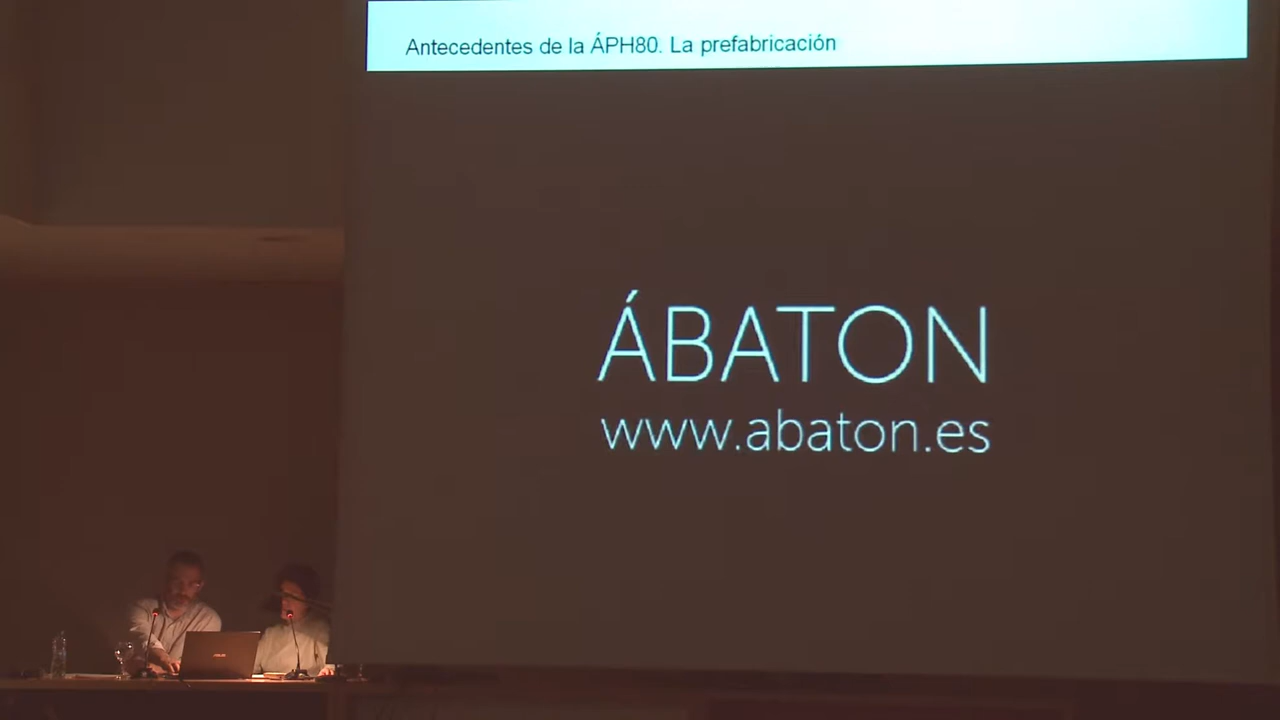 Antecedentes de la ÁPH80. La prefabricación
ÁBATON
www.abaton.es